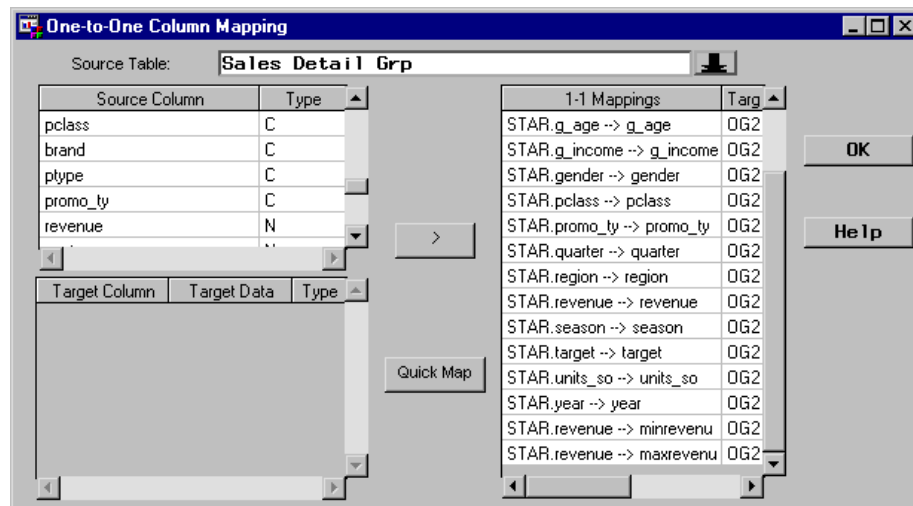 One-to-One Column Mapping
Source Table: Sales Detail Grp
Source Column Type
pclass C
brand C
ptype C
promo_ty C
revenue N
Target Column Target Data Type
>
Quick Map
1-1 Mappings Targ
STAR.g_age --> g_age OG2
STAR.g_income --> g_income OG2
STAR.gender --> gender OG2
STAR.pclass --> pclass OG2
STAR.promo_ty --> promo_ty OG2
STAR.quarter --> quarter OG2
STAR.region --> region OG2
STAR.revenue --> revenue OG2
STAR.season --> season OG2
STAR.target --> target OG2
STAR.units_so --> units_so OG2
STAR.year --> year OG2
STAR.revenue --> minrevenu OG2
STAR.revenue --> maxrevenu OG2
OK
Help